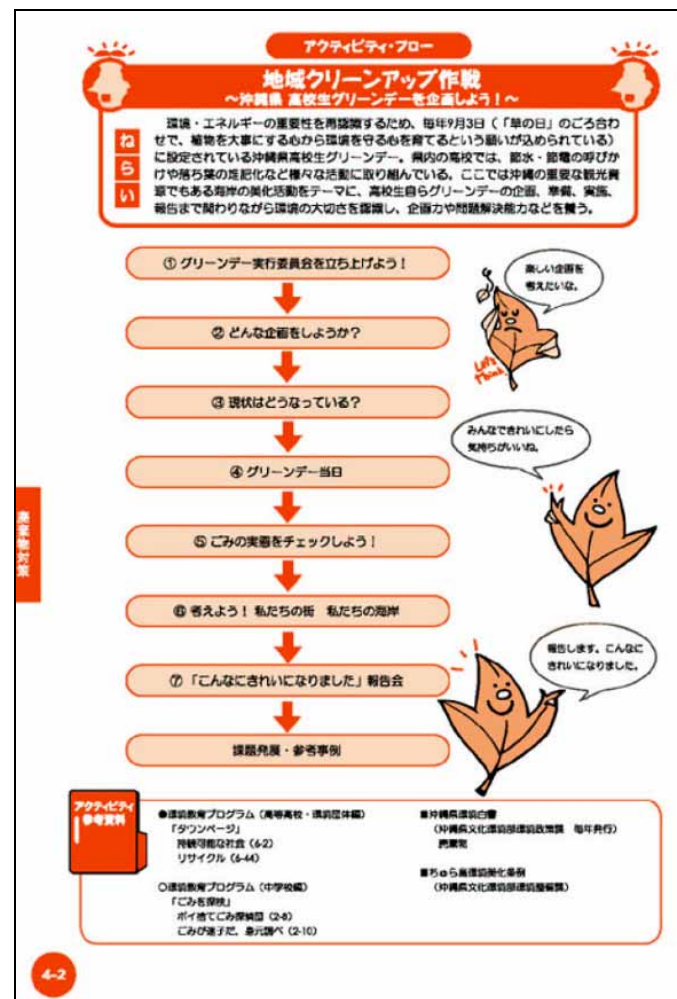 アクティビティ・フロー
地域クリーンアップ作戦
～沖縄県 高校生グリーンデーを企画しよう！～
ねらい
環境・エネルギーの重要性を再認識するため、毎年9月3日（「草の日」のごろ合わ
せで、植物を大事にする心から環境を守る心を育てるという願いが込められている）
に設定されている沖縄県高校生グリーンデー。県内の高校では、節水・節電の呼びか
けや落ち葉の堆肥化など様々な活動に取り組んでいる。ここでは沖縄の重要な観光資
源でもある海岸の美化活動をテーマに、高校生自らグリーンデーの企画、準備、実施、
報告まで関わりながら環境の大切さを認識し、企画力や問題解決能力などを養う。
① グリーンデー実行委員会を立ち上げよう！
楽しい企画を
考えたいな。
Let's
Think.
② どんな企画をしようか？
③ 現状はどうなっている？
みんなできれいにしたら
気持ちがいいね。
④ グリーンデー当日
廃棄物対策
⑤ ごみの実態をチェックしよう！
⑥ 考えよう！ 私たちの街 私たちの海岸
報告します。こんなに
きれいになりました。
⑦ 「こんなにきれいになりました」報告会
課題発展・参考事例
アクティビティ
参考資料
●環境教育プログラム（高等高校・環境団体編）
「タウンページ」
持続可能な社会（6-2）
リサイクル（6-44）
○環境教育プログラム（中学校編）
「ごみを探検」
ポイ捨てごみ探偵団（2-8）
ごみが迷子だ、身元調べ（2-10）
■沖縄県環境白書
（沖縄県文化環境部環境政策課 毎年発行）
廃棄物
■ちゅら島環境美化条例
（沖縄県文化環境部環境整備課）
4-2